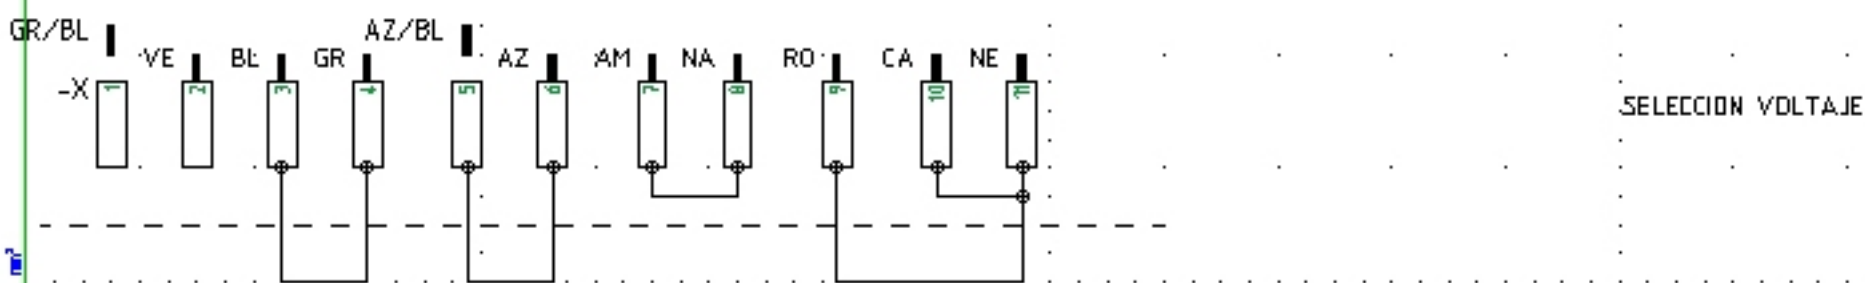 GR/BL AZ/BL
VE BL GR AZ AM NA RO CA NE
-X 1 2 3 4 5 6 7 8 9 10 11
SELECCION VOLTAJE